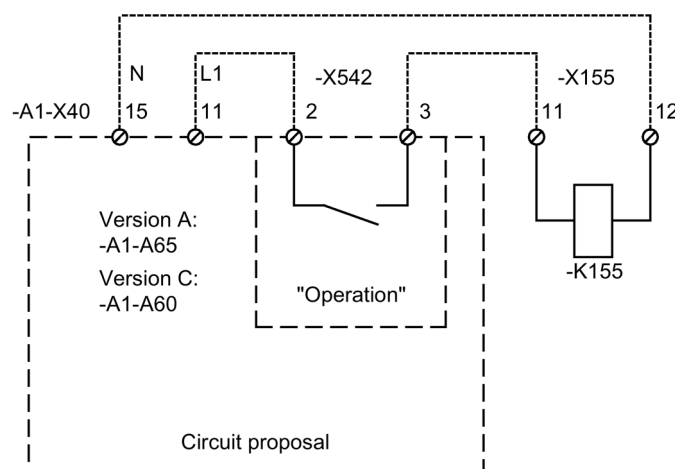 N L1 -X542 -X155
-A1-X40 15 11 2 3 11 12
Version A:
-A1-A65
Version C:
-A1-A60
"Operation"
-K155
Circuit proposal